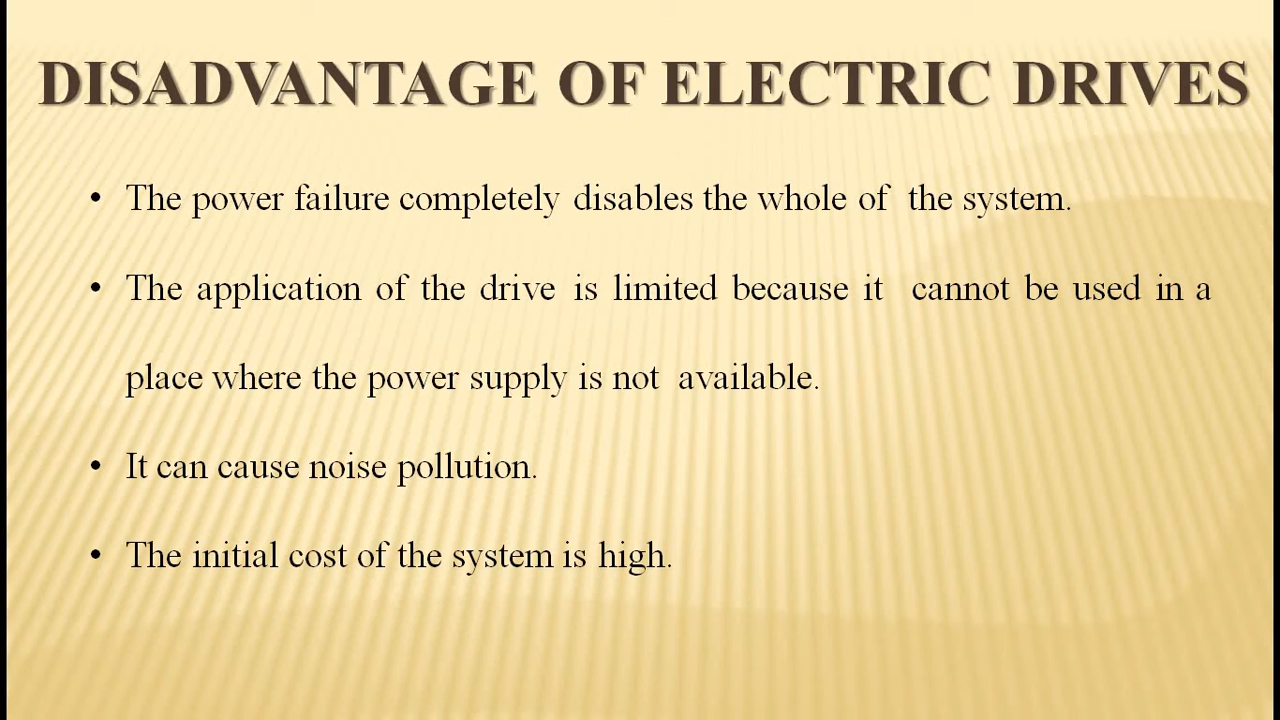 DISADVANTAGE OF ELECTRIC DRIVES
• The power failure completely disables the whole of the system.
• The application of the drive is limited because it cannot be used in a
place where the power supply is not available.
• It can cause noise pollution.
• The initial cost of the system is high.